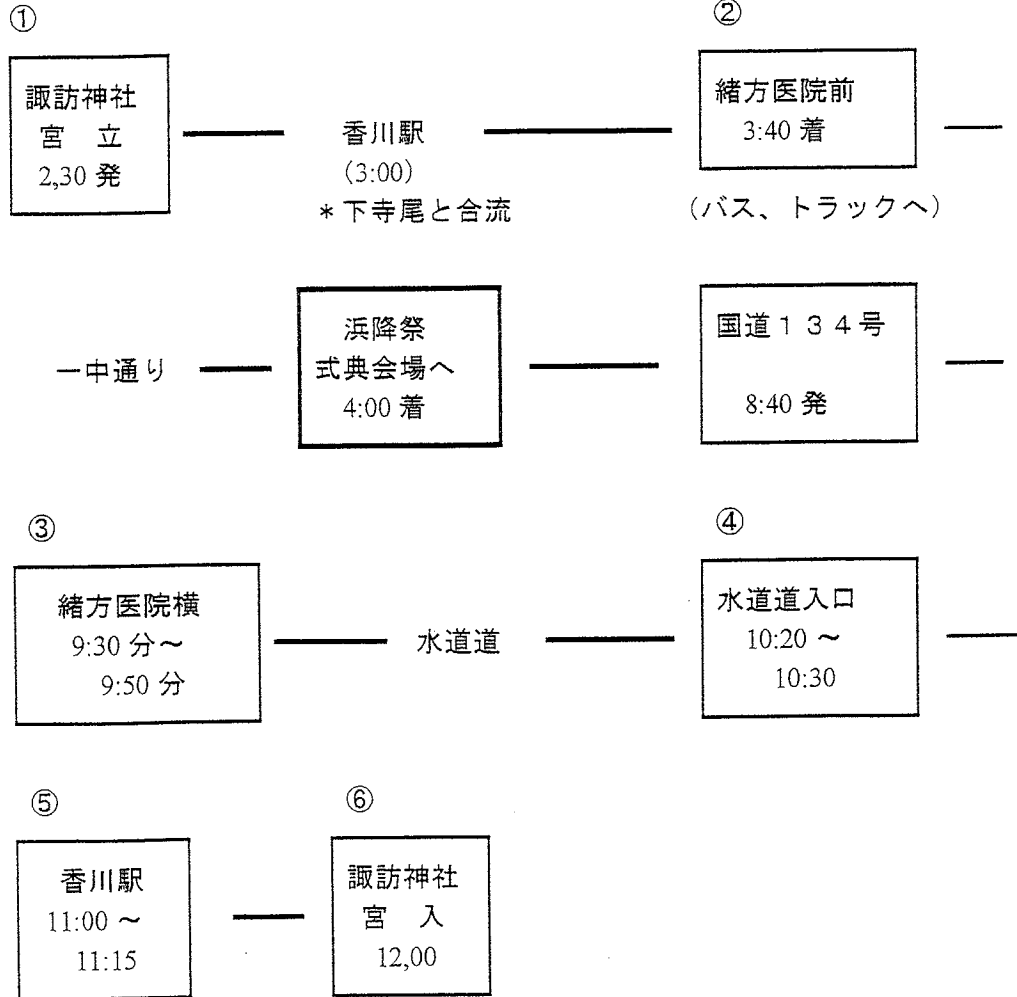 ①
諏訪神社
宮　立
2,30 発
香川駅
(3:00)
＊下寺尾と合流
②
緒方医院前
3:40 着
(バス、トラックへ)
一中通り
浜降祭
式典会場へ
4:00 着
国道１３４号
8:40 発
③
緒方医院横
9:30 分～
9:50 分
水道道
④
水道道入口
10:20 ～
10:30
⑤
香川駅
11:00 ～
11:15
⑥
諏訪神社
宮　入
12,00